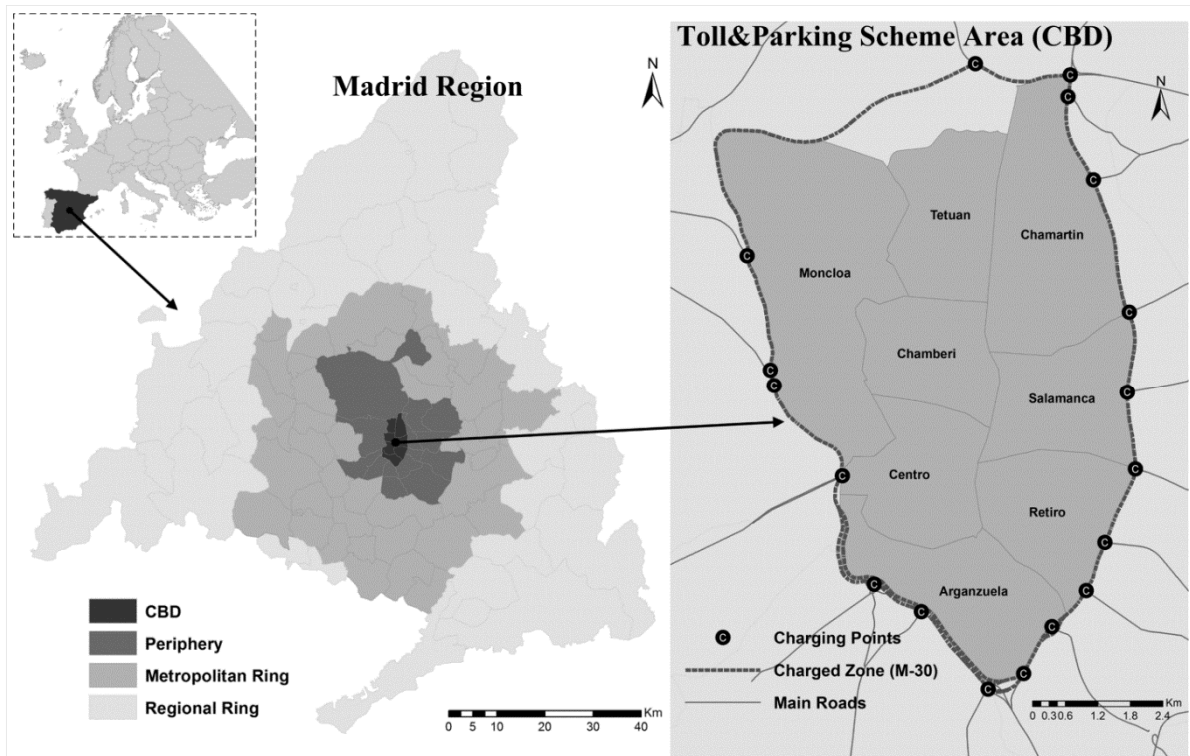 Madrid Region
N
CBD
Periphery
Metropolitan Ring
Regional Ring
Km
0 5 10 20 30 40
Toll&Parking Scheme Area (CBD)
N
C
C
C
C
Tetuan
Chamartin
C
Moncloa
C
Chamberi
C
C
C
Salamanca
C
Centro
C
Retiro
C
C
Arganzuela
C
C
C
C
C
C
C Charging Points
Charged Zone (M-30)
Main Roads
Km
0 0.30.6 1.2 1.8 2.4